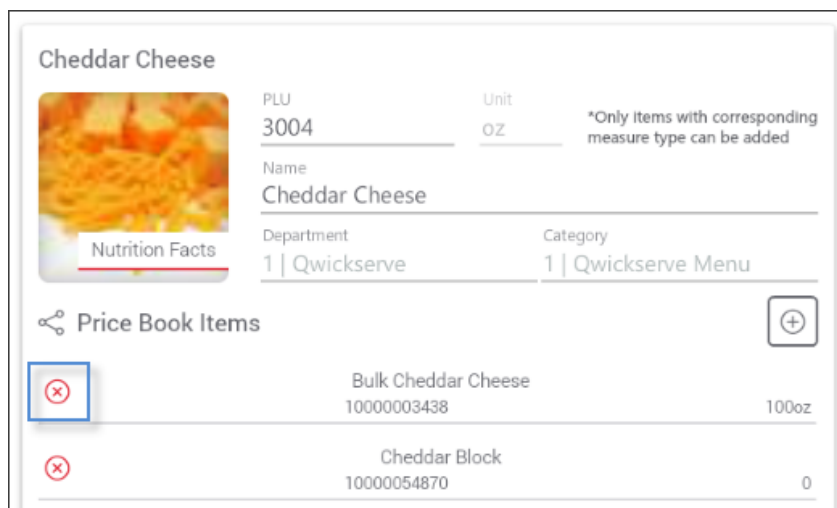 Cheddar Cheese
PLU
Unit
3004
oz
*Only items with corresponding
measure type can be added
Name
Cheddar Cheese
Nutrition Facts
Department
Category
1 | Qwickserve
1 | Qwickserve Menu
Price Book Items
Bulk Cheddar Cheese
10000003438
100oz
Cheddar Block
10000054870
0